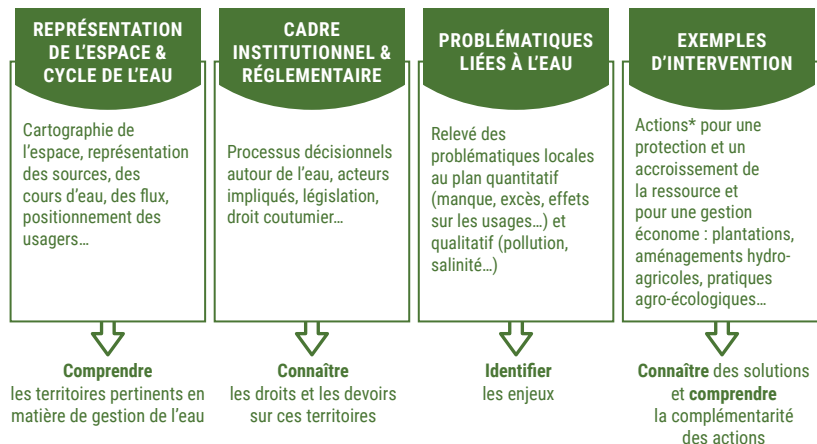 REPRÉSENTATION
DE L'ESPACE &
CYCLE DE L'EAU
Cartographie de
l'espace, représentation
des sources, des
cours d'eau, des flux,
positionnement des
usagers…
Comprendre
les territoires pertinents en
matière de gestion de l'eau
CADRE
INSTITUTIONNEL &
RÉGLEMENTAIRE
Processus décisionnels
autour de l'eau, acteurs
impliqués, législation,
droit coutumier…
Connaître
les droits et les devoirs
sur ces territoires
PROBLÉMATIQUES
LIÉES À L'EAU
Relevé des
problématiques locales
au plan quantitatif
(manque, excès, effets
sur les usages…) et
qualitatif (pollution,
salinité…)
Identifier
les enjeux
EXEMPLES
D'INTERVENTION
Actions* pour une
protection et un
accroissement de
la ressource et
pour une gestion
économe : plantations,
aménagements hydro-
agricoles, pratiques
agro-écologiques…
Connaître des solutions
et comprendre
la complémentarité
des actions